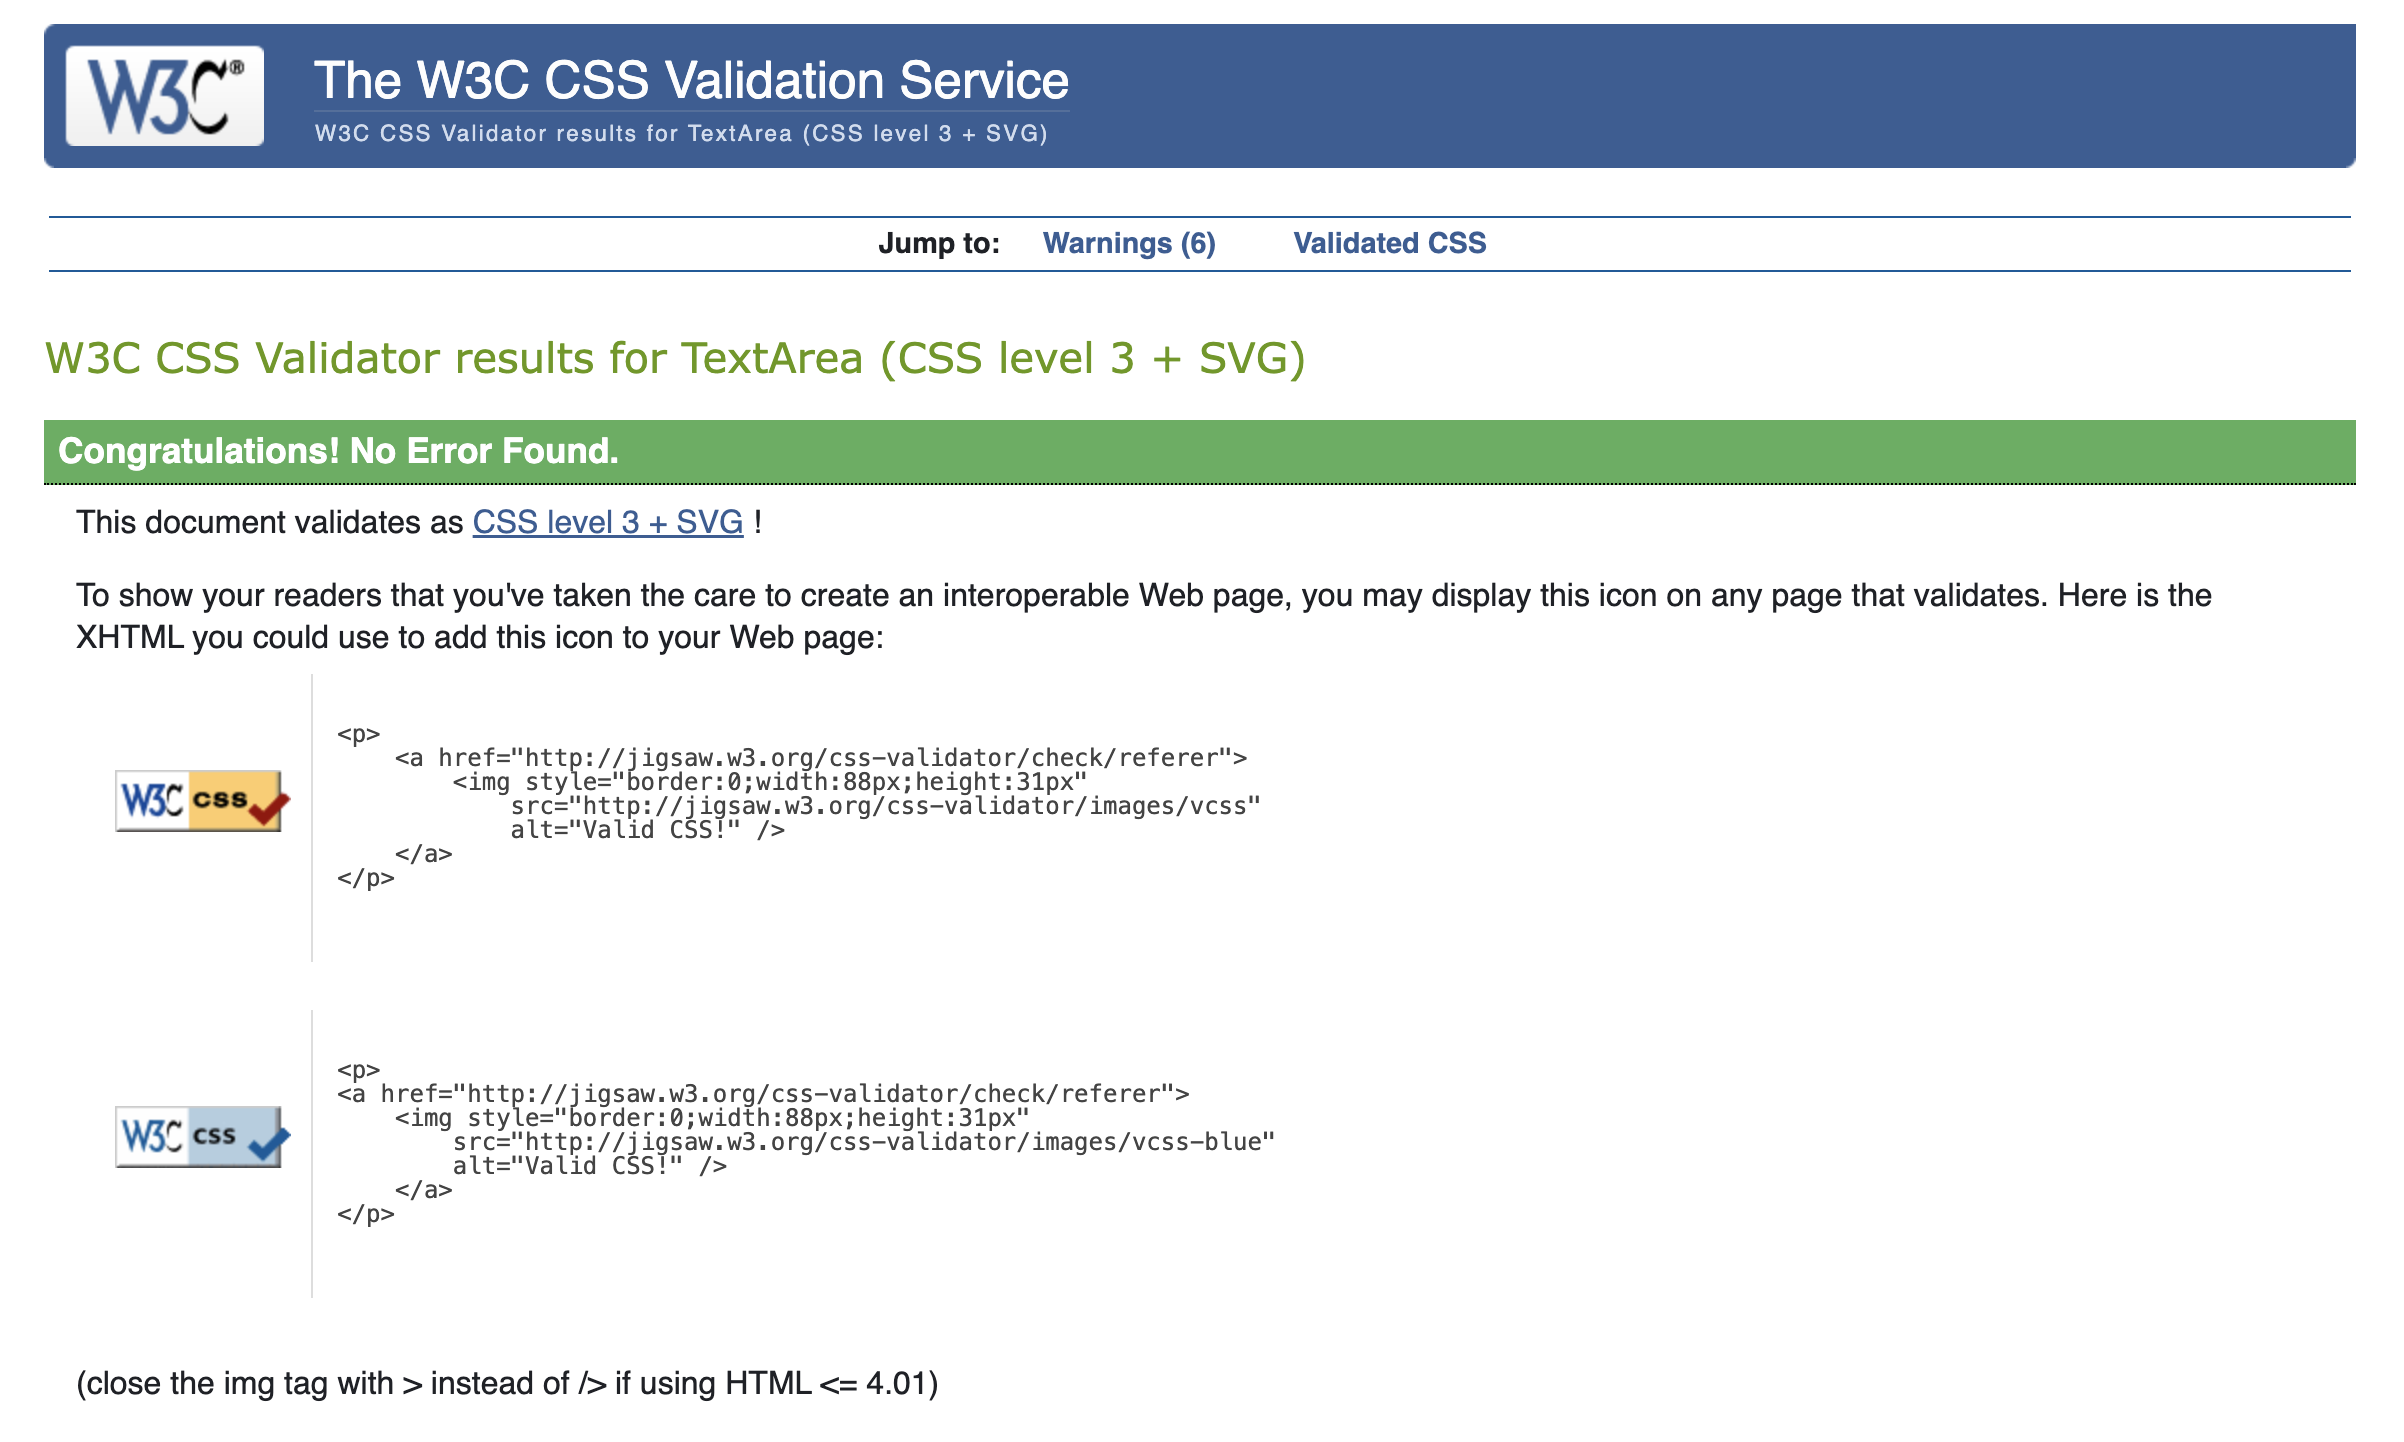 W3C®
The W3C CSS Validation Service
W3C CSS Validator results for TextArea (CSS level 3 + SVG)
Jump to: Warnings (6) Validated CSS
W3C CSS Validator results for TextArea (CSS level 3 + SVG)
Congratulations! No Error Found.
This document validates as CSS level 3 + SVG !
To show your readers that you've taken the care to create an interoperable Web page, you may display this icon on any page that validates. Here is the
XHTML you could use to add this icon to your Web page:
W3C css
<p>
    <a href="http://jigsaw.w3.org/css-validator/check/referer">
        <img style="border:0;width:88px;height:31px"
            src="http://jigsaw.w3.org/css-validator/images/vcss"
            alt="Valid CSS!" />
    </a>
</p>
W3C css
<p>
<a href="http://jigsaw.w3.org/css-validator/check/referer">
    <img style="border:0;width:88px;height:31px"
        src="http://jigsaw.w3.org/css-validator/images/vcss-blue"
        alt="Valid CSS!" />
    </a>
</p>
(close the img tag with > instead of /> if using HTML <= 4.01)